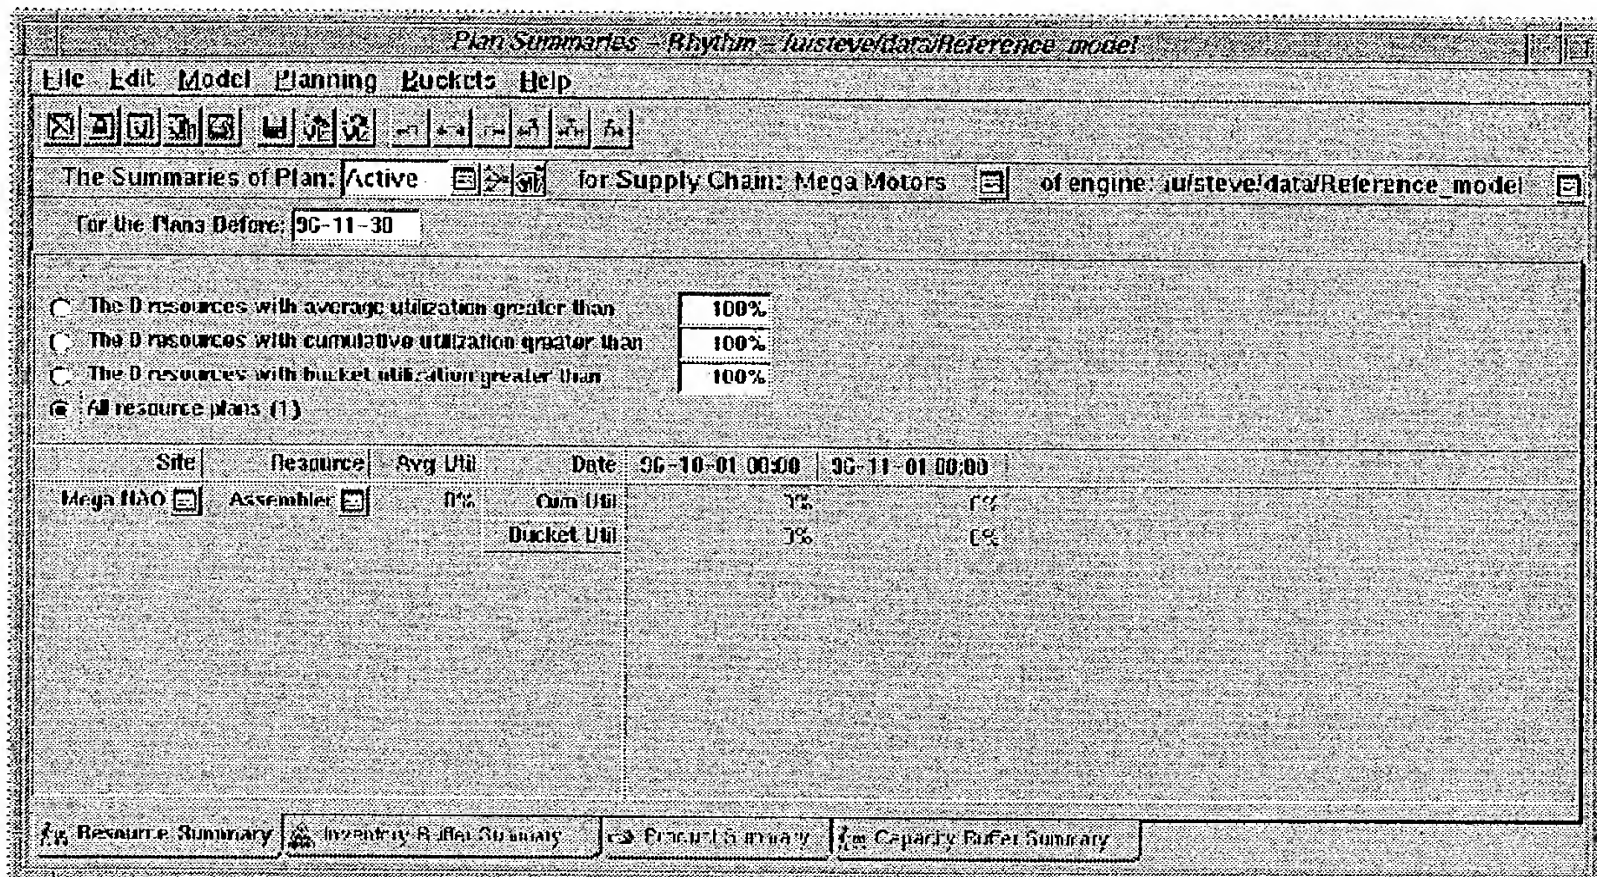 Plan Summaries - Rhythm - /u/steve/data/Reference_model
File Edit Model Planning Buckets Help
The Summaries of Plan: Active for Supply Chain: Mega Motors of engine: /u/steve/data/Reference_model
For the Plans Before: 96-11-30
The 0 resources with average utilization greater than 100%
The 0 resources with cumulative utilization greater than 100%
The 0 resources with bucket utilization greater than 100%
All resource plans (1)
Site Resource Avg Util Date 96-10-01 00:00 96-11-01 00:00
Mega Assembler 0% Cum Util 0% 0%
Bucket Util 0% 0%
Resource Summary Inventory Buffer Summary Product Summary Capacity Buffer Summary